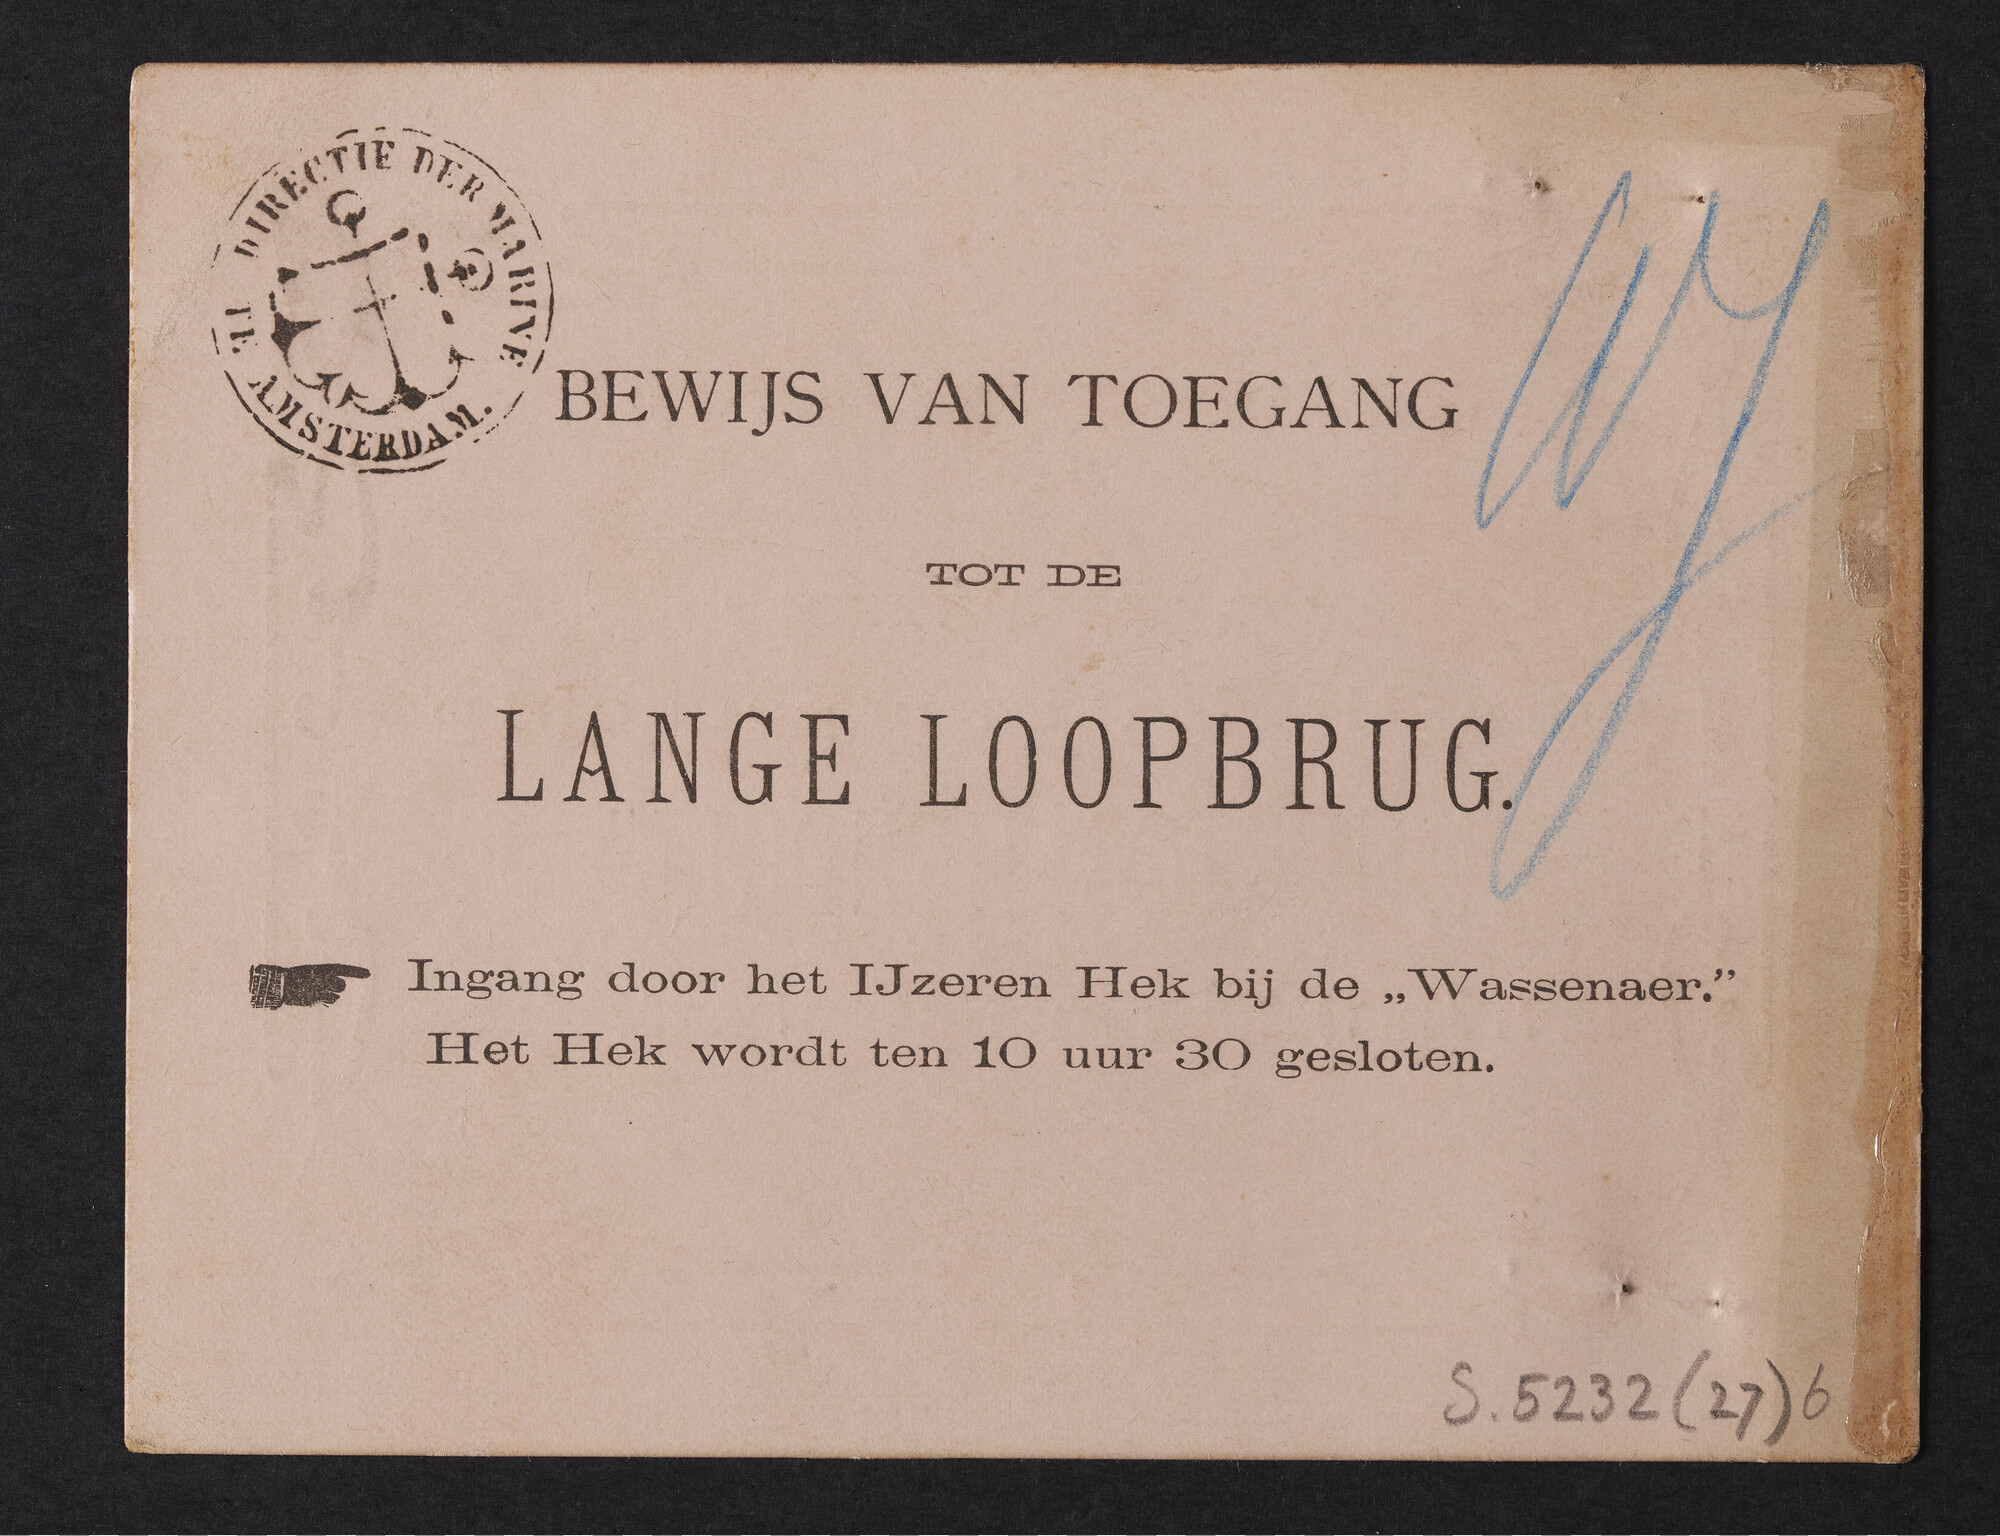 DIRECTIE DER MARINE
TE AMSTERDAM.
BEWIJS VAN TOEGANG
TOT DE
LANGE LOOPBRUG.
Ingang door het IJzeren Hek bij de „Wassenaer.”
Het Hek wordt ten 10 uur 30 gesloten.
S. 5232 (27) 6